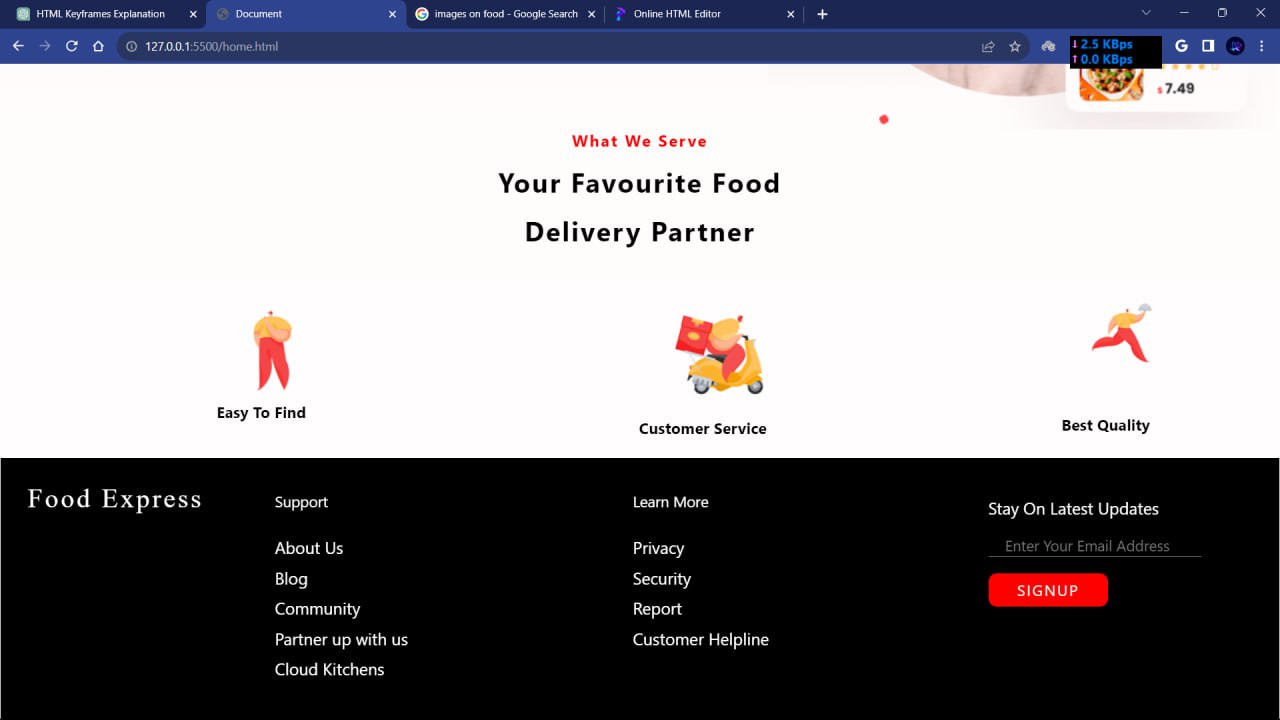 HTML Keyframes Explanation
Document
images on food - Google Search
Online HTML Editor
127.0.0.1:5500/home.html
2.5 KBps
0.0 KBps
$7.49
What We Serve
Your Favourite Food
Delivery Partner
Easy To Find
Customer Service
Best Quality
Food Express
Support
About Us
Blog
Community
Partner up with us
Cloud Kitchens
Learn More
Privacy
Security
Report
Customer Helpline
Stay On Latest Updates
Enter Your Email Address
SIGNUP